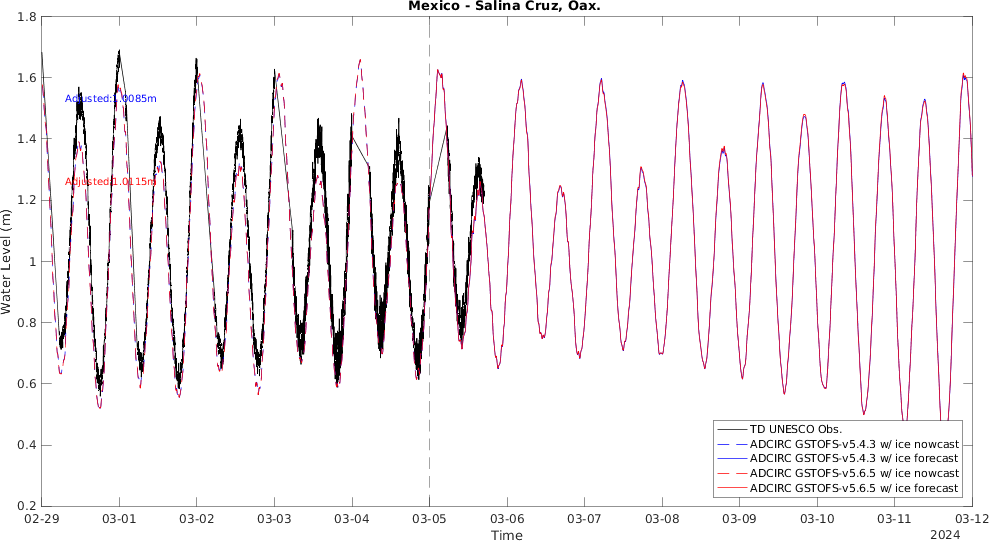 Mexico - Salina Cruz, Oax.
1.8
1.6
1.4
1.2
1
0.8
0.6
0.4
0.2
Water Level (m)
Adjusted:1.0085m
Adjusted:1.0115m
TD UNESCO Obs.
ADCIRC GSTOFS-v5.4.3 w/ ice nowcast
ADCIRC GSTOFS-v5.4.3 w/ ice forecast
ADCIRC GSTOFS-v5.6.5 w/ ice nowcast
ADCIRC GSTOFS-v5.6.5 w/ ice forecast
02-29 03-01 03-02 03-03 03-04 03-05 03-06 03-07 03-08 03-09 03-10 03-11 03-12
Time
2024